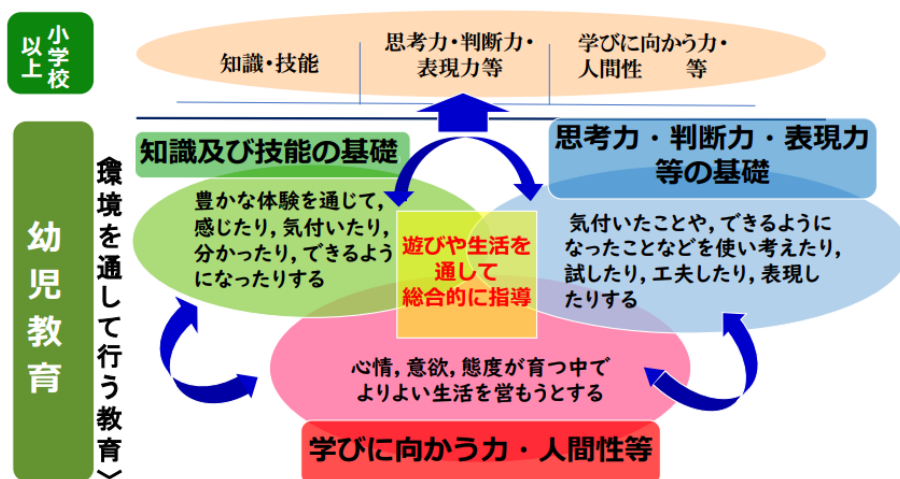 小学校
以上
知識・技能
思考力・判断力・
表現力等
学びに向かう力・
人間性　等
幼児教育
〈環境を通して行う教育〉
知識及び技能の基礎
豊かな体験を通じて,
感じたり, 気付いたり,
分かったり, できるよう
になったりする
思考力・判断力・表現力
等の基礎
気付いたことや, できるように
なったことなどを使い考えたり,
試したり, 工夫したり, 表現し
たりする
遊びや生活を
通して
総合的に指導
心情, 意欲, 態度が育つ中で
よりよい生活を営もうとする
学びに向かう力・人間性等